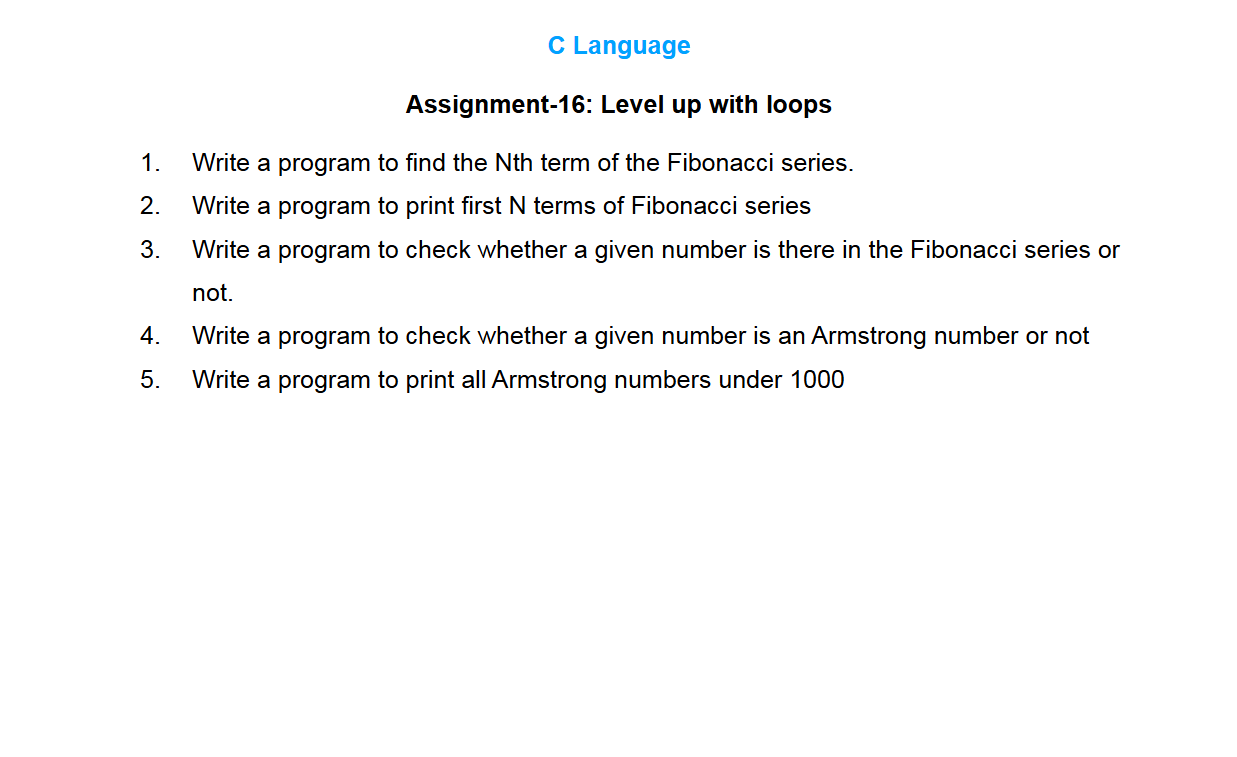 C Language
Assignment-16: Level up with loops
1. Write a program to find the Nth term of the Fibonacci series.
2. Write a program to print first N terms of Fibonacci series
3. Write a program to check whether a given number is there in the Fibonacci series or
not.
4. Write a program to check whether a given number is an Armstrong number or not
5. Write a program to print all Armstrong numbers under 1000